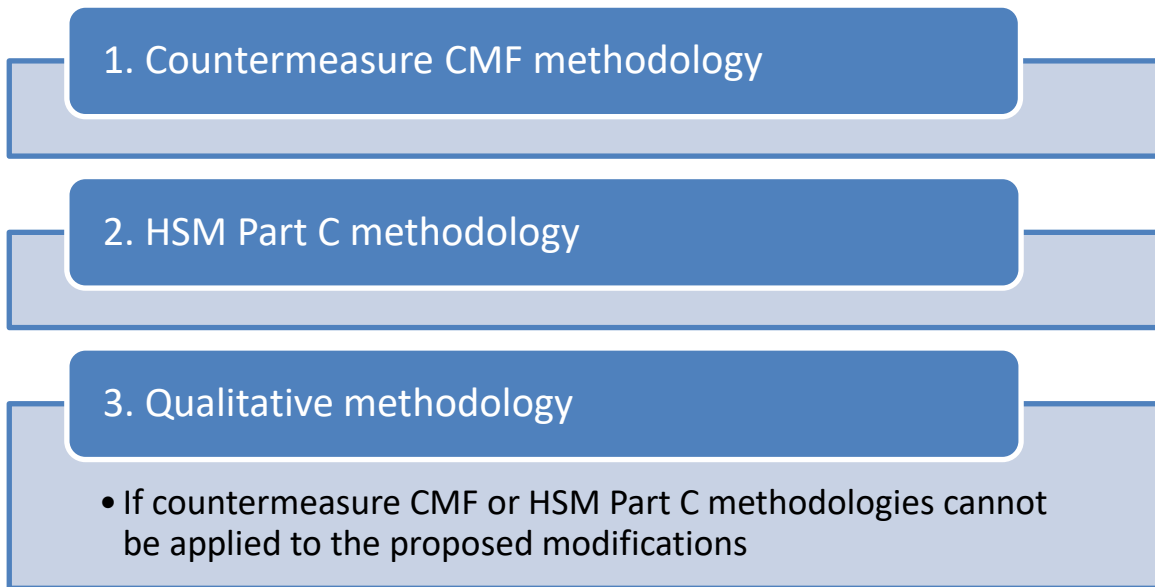 1. Countermeasure CMF methodology
2. HSM Part C methodology
3. Qualitative methodology
• If countermeasure CMF or HSM Part C methodologies cannot
be applied to the proposed modifications